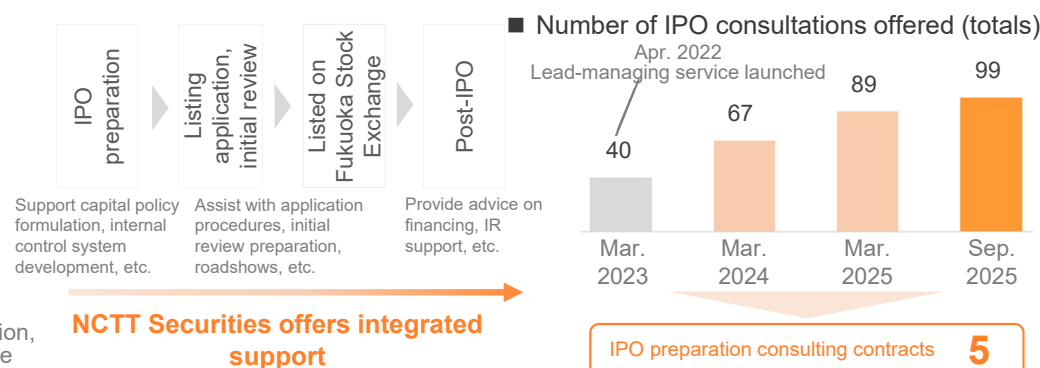 IPO
preparation
Listing
application,
initial review
Listed on
Fukuoka Stock
Exchange
Post-IPO
Support capital policy
formulation, internal
control system
development, etc.
Assist with application
procedures, initial
review preparation,
roadshows, etc.
Provide advice on
financing, IR
support, etc.
ion,
e
NCTT Securities offers integrated
support
■ Number of IPO consultations offered (totals)
Apr. 2022
Lead-managing service launched
40
67
89
99
Mar.
2023
Mar.
2024
Mar.
2025
Sep.
2025
IPO preparation consulting contracts 5